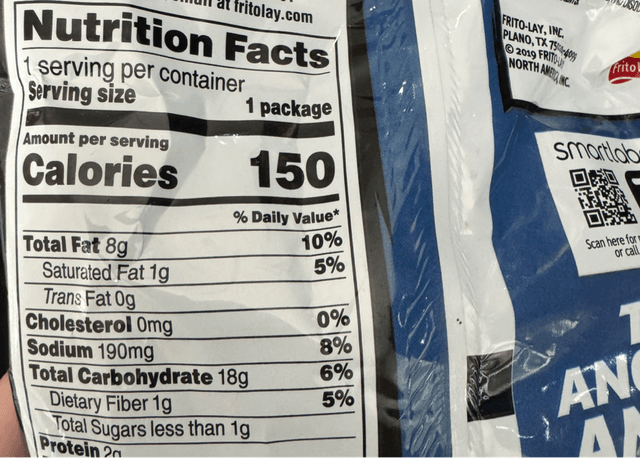 at fritolay.com
Nutrition Facts
1 serving per container
Serving size 1 package
Amount per serving
Calories 150
% Daily Value*
Total Fat 8g 10%
Saturated Fat 1g 5%
Trans Fat 0g
Cholesterol 0mg 0%
Sodium 190mg 8%
Total Carbohydrate 18g 6%
Dietary Fiber 1g 5%
Total Sugars less than 1g
Protein 2g
FRITO-LAY, INC.
PLANO, TX
© 2019 FRITO-LAY
NORTH AMERICA, INC.
Frito
smartlab
Scan here for
or call